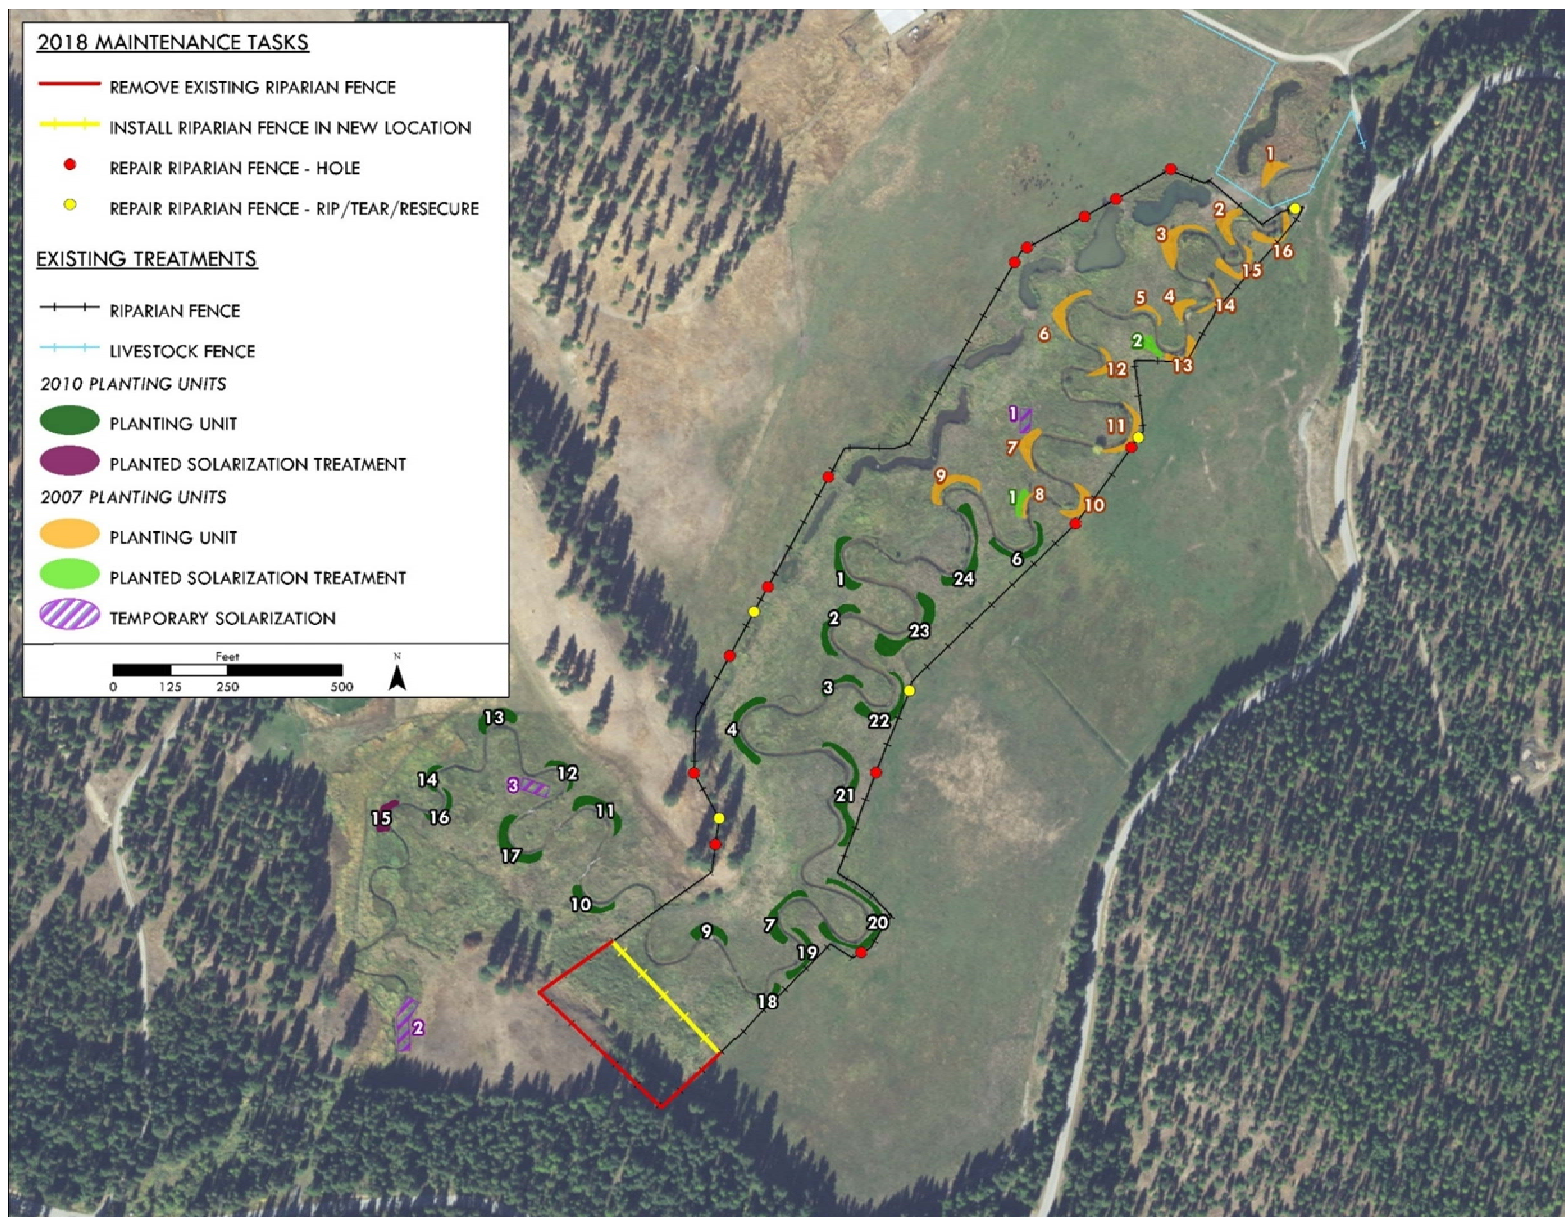 2018 MAINTENANCE TASKS
REMOVE EXISTING RIPARIAN FENCE
INSTALL RIPARIAN FENCE IN NEW LOCATION
REPAIR RIPARIAN FENCE - HOLE
REPAIR RIPARIAN FENCE - RIP/TEAR/RESECURE
EXISTING TREATMENTS
RIPARIAN FENCE
LIVESTOCK FENCE
2010 PLANTING UNITS
PLANTING UNIT
PLANTED SOLARIZATION TREATMENT
2007 PLANTING UNITS
PLANTING UNIT
PLANTED SOLARIZATION TREATMENT
TEMPORARY SOLARIZATION
Feet
N
0 125 250 500
1
2
3
16
15
4
5
14
6
2
13
12
1
11
7
9
1
8
10
6
1
24
2
23
3
22
4
13
14
12
3
21
15
16
11
17
10
9
7
20
19
18
2